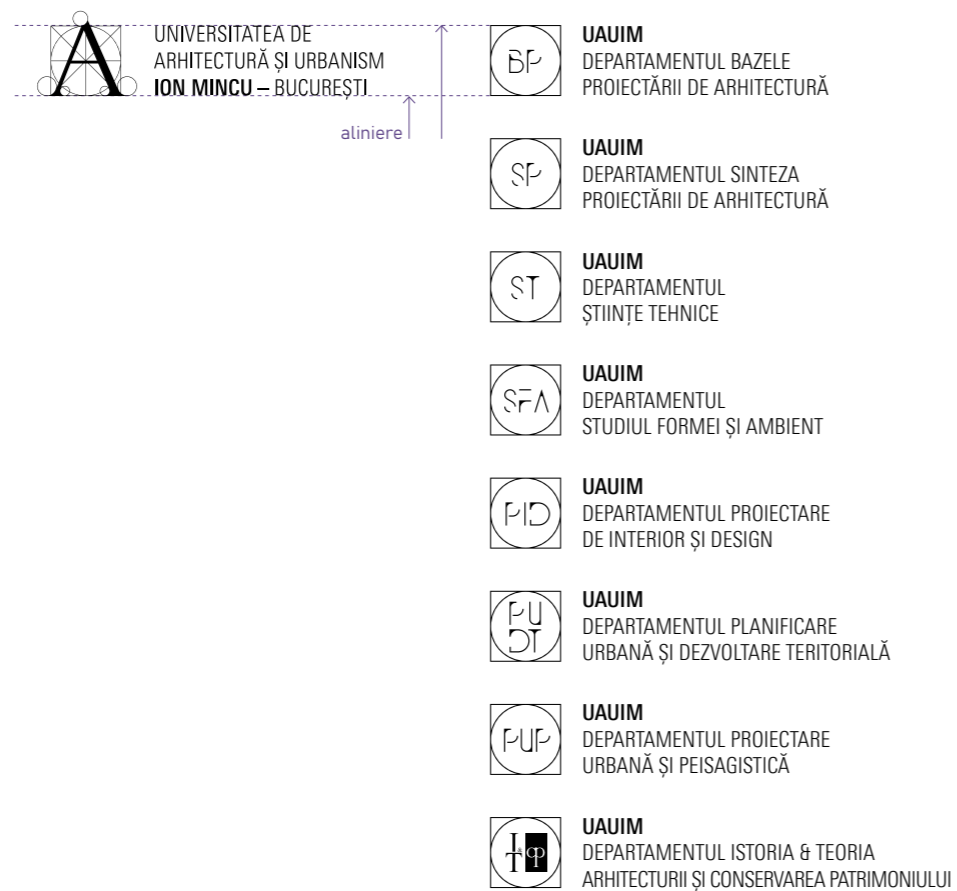 A
UNIVERSITATEA DE
ARHITECTURĂ ȘI URBANISM
ION MINCU – BUCUREȘTI
aliniere
BP
UAUIM
DEPARTAMENTUL BAZELE
PROIECTĂRII DE ARHITECTURĂ
SP
UAUIM
DEPARTAMENTUL SINTEZA
PROIECTĂRII DE ARHITECTURĂ
ST
UAUIM
DEPARTAMENTUL
ȘTIINȚE TEHNICE
SFA
UAUIM
DEPARTAMENTUL
STUDIUL FORMEI ȘI AMBIENT
PID
UAUIM
DEPARTAMENTUL PROIECTARE
DE INTERIOR ȘI DESIGN
PU
DT
UAUIM
DEPARTAMENTUL PLANIFICARE
URBANĂ ȘI DEZVOLTARE TERITORIALĂ
PUP
UAUIM
DEPARTAMENTUL PROIECTARE
URBANĂ ȘI PEISAGISTICĂ
I&T cp
UAUIM
DEPARTAMENTUL ISTORIA & TEORIA
ARHITECTURII ȘI CONSERVAREA PATRIMONIULUI